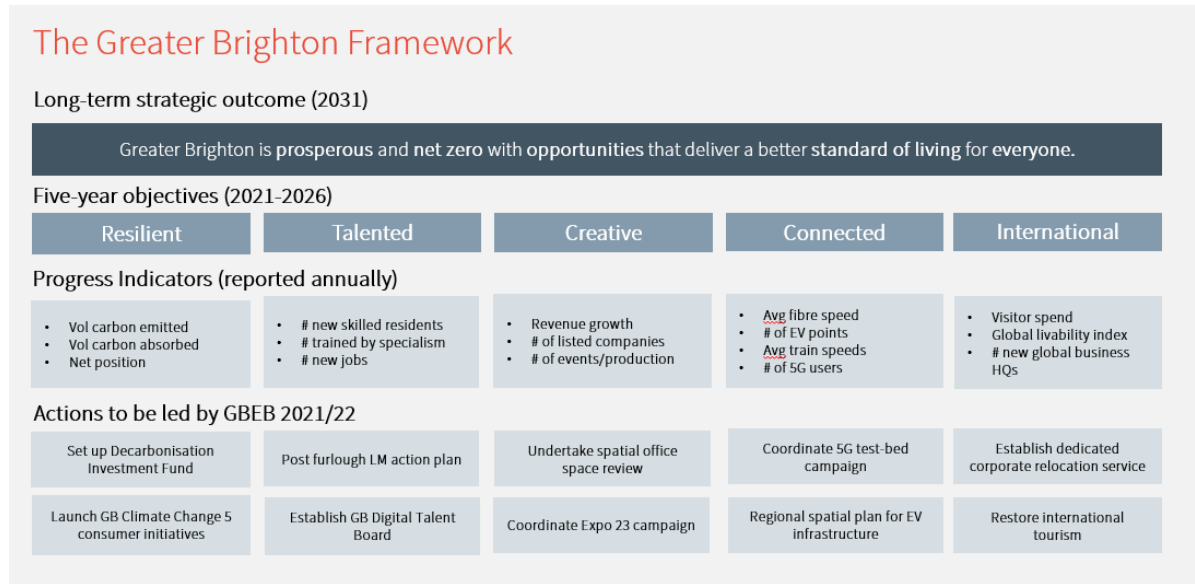 The Greater Brighton Framework
Long-term strategic outcome (2031)
Greater Brighton is prosperous and net zero with opportunities that deliver a better standard of living for everyone.
Five-year objectives (2021-2026)
Resilient
Talented
Creative
Connected
International
Progress Indicators (reported annually)
• Vol carbon emitted
• Vol carbon absorbed
• Net position
• # new skilled residents
• # trained by specialism
• # new jobs
• Revenue growth
• # of listed companies
• # of events/production
• Avg fibre speed
• # of EV points
• Avg train speeds
• # of 5G users
• Visitor spend
• Global livability index
• # new global business
HQs
Actions to be led by GBEB 2021/22
Set up Decarbonisation
Investment Fund
Post furlough LM action plan
Undertake spatial office
space review
Coordinate 5G test-bed
campaign
Establish dedicated
corporate relocation service
Launch GB Climate Change 5
consumer initiatives
Establish GB Digital Talent
Board
Coordinate Expo 23 campaign
Regional spatial plan for EV
infrastructure
Restore international
tourism